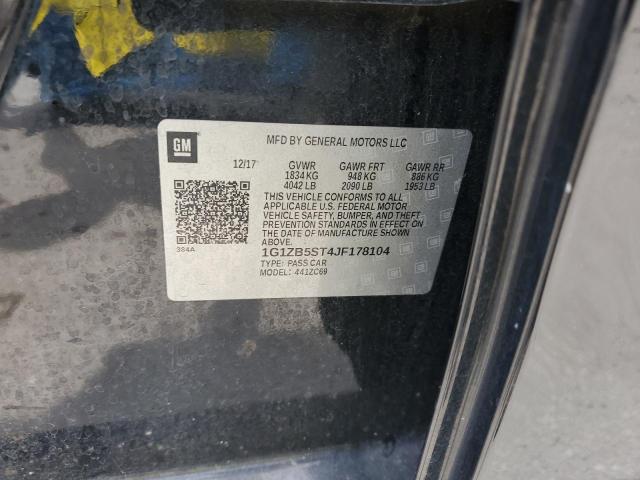 GM
MFD BY GENERAL MOTORS LLC
12/17 GVWR GAWR FRT GAWR RR
1834 KG 948 KG 886 KG
4042 LB 2090 LB 1953 LB
THIS VEHICLE CONFORMS TO ALL
APPLICABLE U.S. FEDERAL MOTOR
VEHICLE SAFETY, BUMPER, AND THEFT
PREVENTION STANDARDS IN EFFECT ON
THE DATE OF MANUFACTURE SHOWN ABOVE.
384A
1G1ZB5ST4JF178104
TYPE: PASS CAR
MODEL: 441ZC69